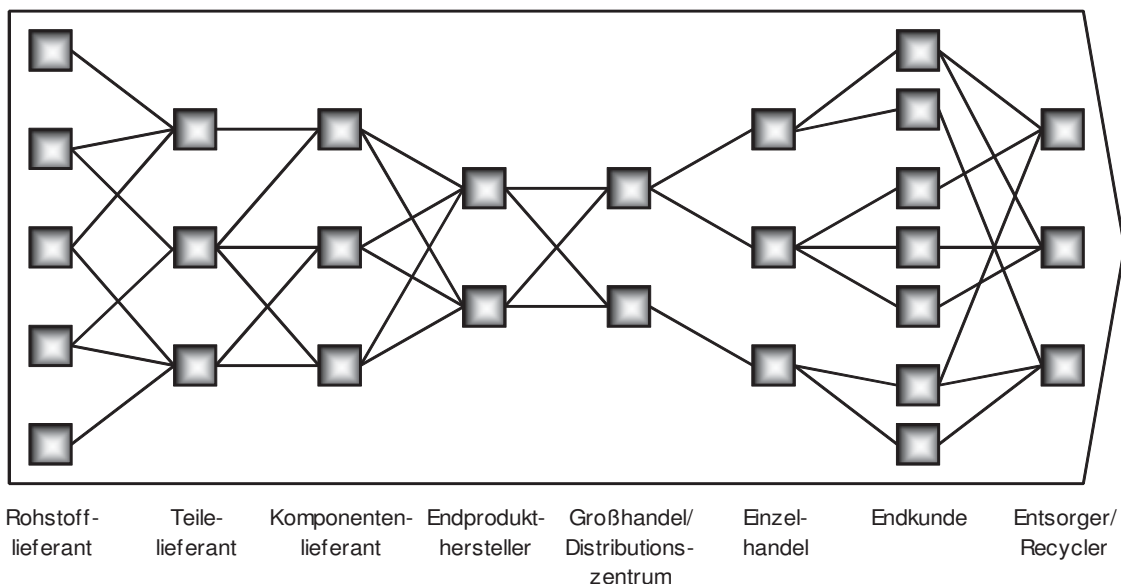 Rohstoff-
lieferant
Teile-
lieferant
Komponenten-
lieferant
Endprodukt-
hersteller
Großhandel/
Distributions-
zentrum
Einzel-
handel
Endkunde
Entsorger/
Recycler